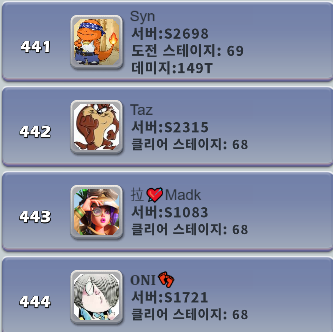 Syn
441
서버:S2698
도전 스테이지: 69
데미지:149T
Taz
442
서버:S2315
클리어 스테이지: 68
拉❤️Madk
443
서버:S1083
클리어 스테이지: 68
ONI👣
444
서버:S1721
클리어 스테이지: 68